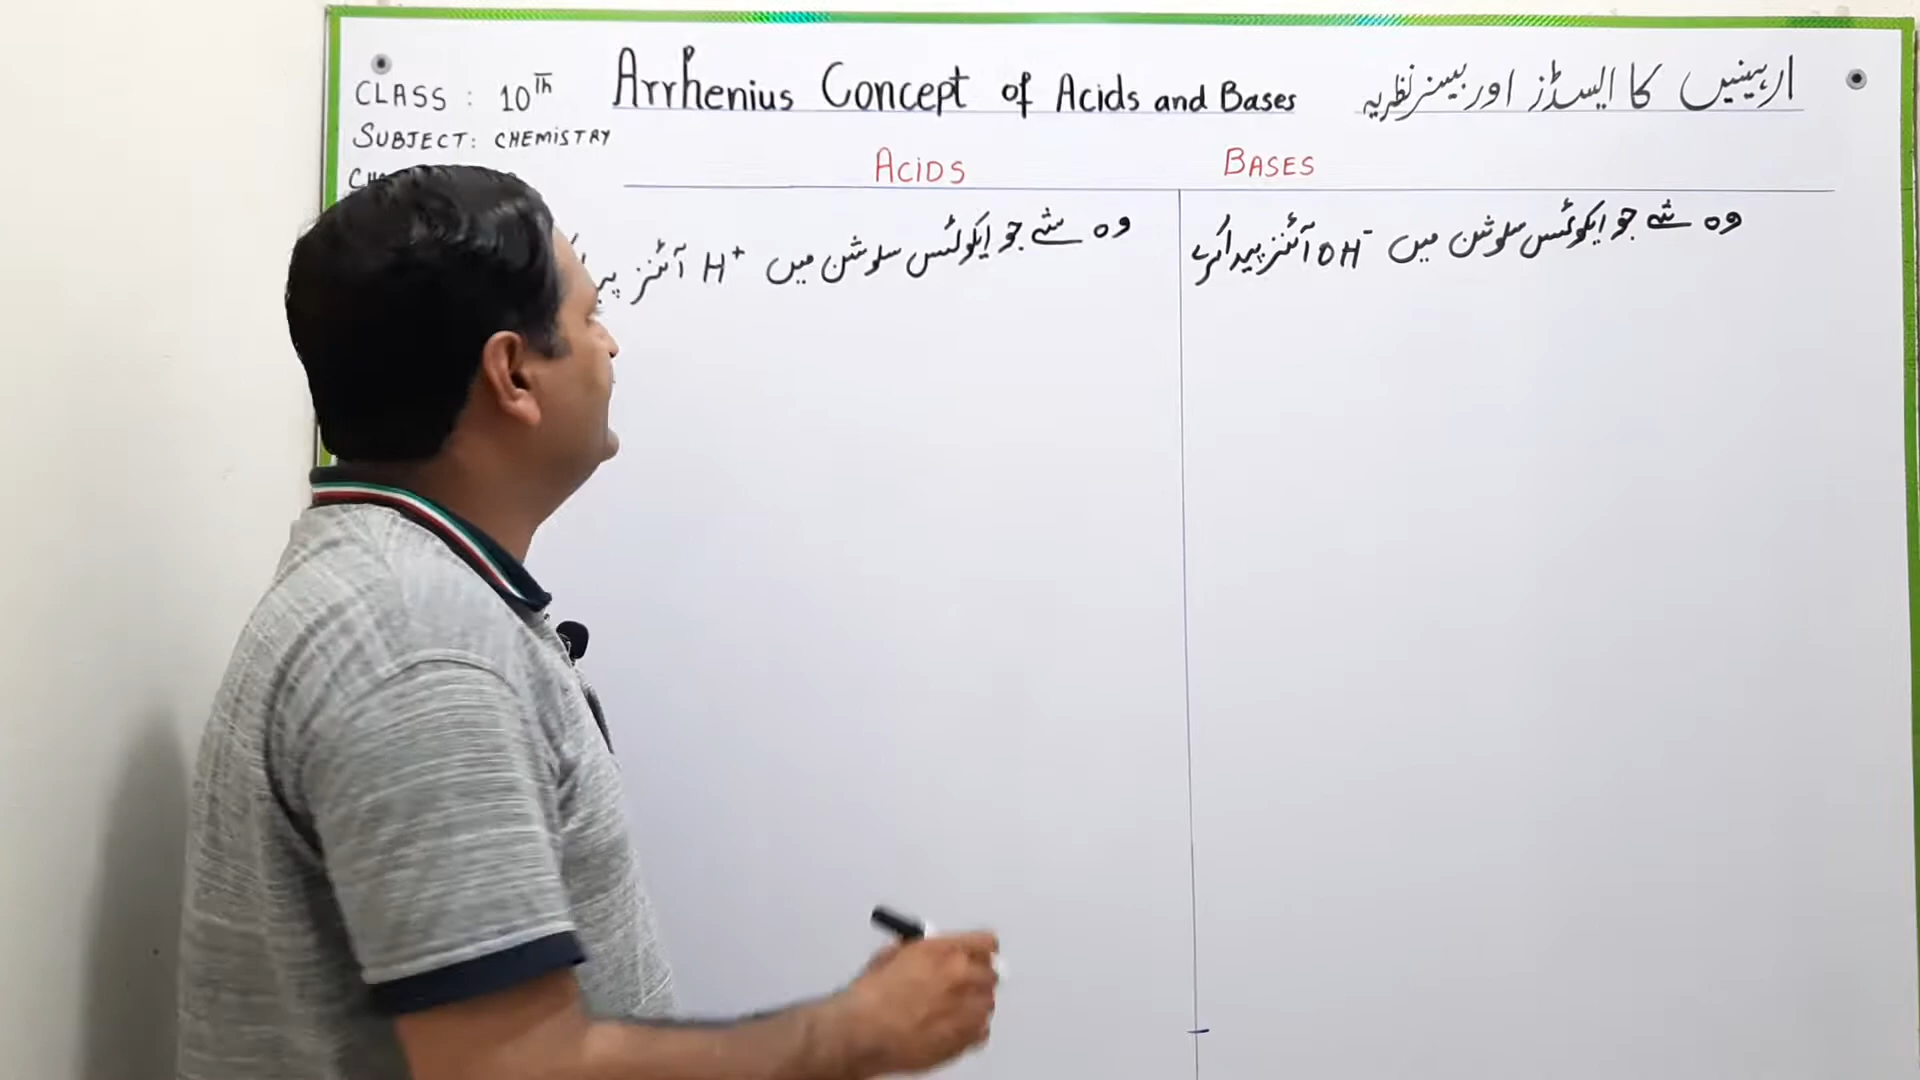 CLASS : 10TH
SUBJECT: CHEMISTRY
Arrhenius Concept of Acids and Bases
ارہینیس کا ایسڈز اور بیسز نظریہ
ACIDS
BASES
وہ شے جو ایکوئس سلوشن میں H+ آئنز
وہ شے جو ایکوئس سلوشن میں OH- آئنز پیدا کرے